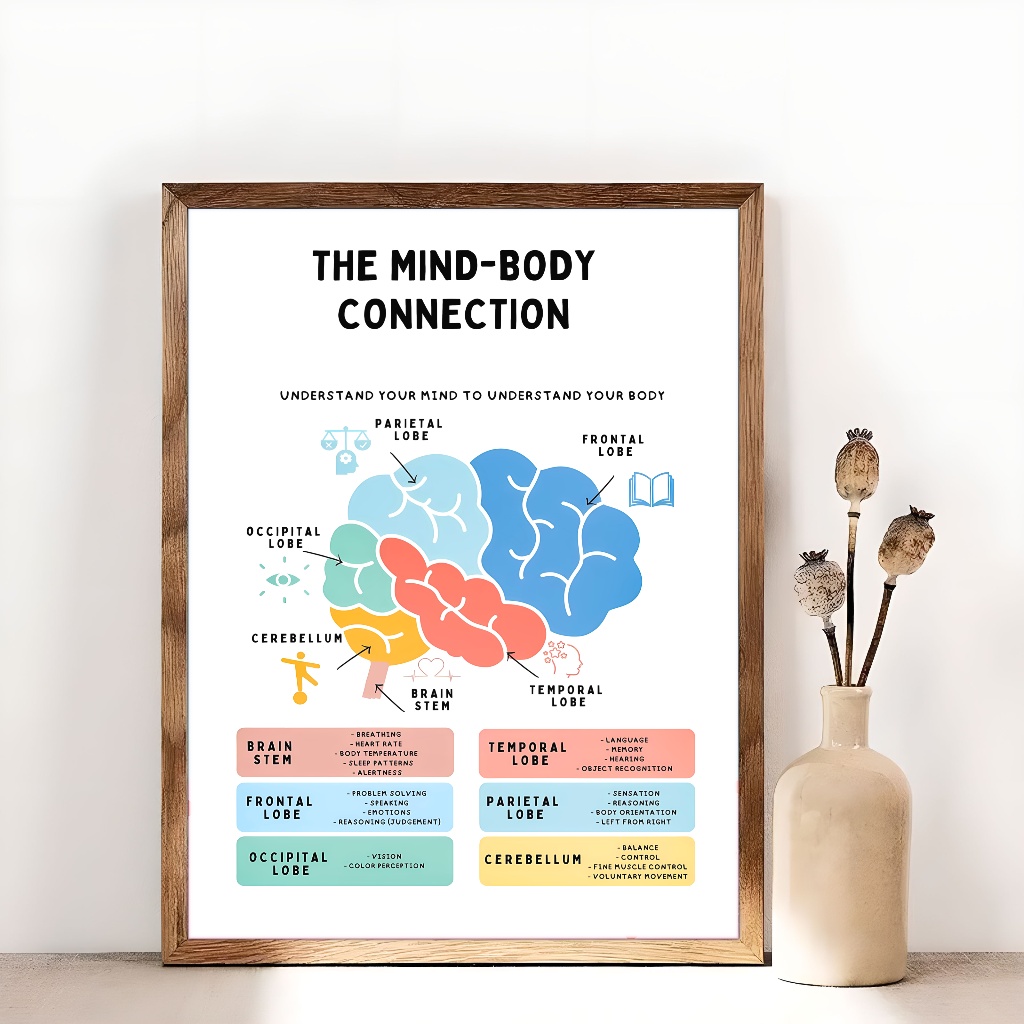 THE MIND-BODY
CONNECTION
UNDERSTAND YOUR MIND TO UNDERSTAND YOUR BODY
PARIETAL
LOBE
FRONTAL
LOBE
OCCIPITAL
LOBE
CEREBELLUM
BRAIN
STEM
TEMPORAL
LOBE
BRAIN
STEM
- BREATHING
- HEART RATE
- BODY TEMPERATURE
- SLEEP PATTERNS
- ALERTNESS
TEMPORAL
LOBE
- LANGUAGE
- MEMORY
- HEARING
- OBJECT RECOGNITION
FRONTAL
LOBE
- PROBLEM SOLVING
- SPEAKING
- EMOTIONS
- REASONING (JUDGEMENT)
PARIETAL
LOBE
- SENSATION
- REASONING
- BODY ORIENTATION
- LEFT FROM RIGHT
OCCIPITAL
LOBE
- VISION
- COLOR PERCEPTION
CEREBELLUM
- BALANCE
- CONTROL
- FINE MUSCLE CONTROL
- VOLUNTARY MOVEMENT